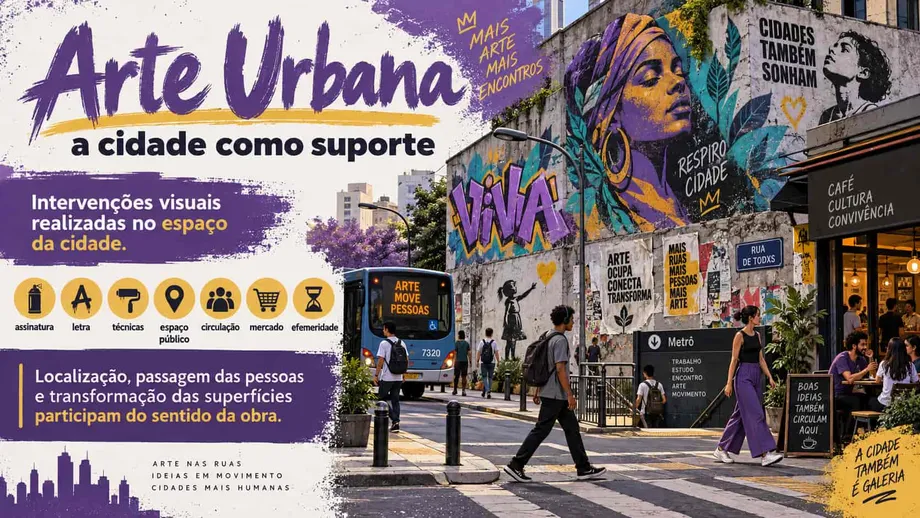 Arte Urbana
a cidade como suporte
Intervenções visuais
realizadas no espaço
da cidade.
assinatura
letra
técnicas
espaço
público
circulação
mercado
efemeridade
Localização, passagem das pessoas
e transformação das superfícies
participam do sentido da obra.
ARTE NAS RUAS
IDEIAS EM MOVIMENTO
CIDADES MAIS HUMANAS
MAIS
ARTE
MAIS
ENCONTROS
CIDADES
TAMBÉM
SONHAM
RESPIRO
CIDADE
VIVA
ARTE
MOVE
PESSOAS
7320
ARTE
OCUPA
CONECTA
TRANSFORMA
MAIS
RUAS
MAIS
PESSOAS
MAIS
ARTE
RUA
DE TODXS
CAFÉ
CULTURA
CONVIVÊNCIA
Metrô
TRABALHO
ESTUDO
ENCONTRO
ARTE
MOVIMENTO
BOAS
IDEIAS
TAMBÉM
CIRCULAM
AQUI
A CIDADE
TAMBÉM
É GALERIA